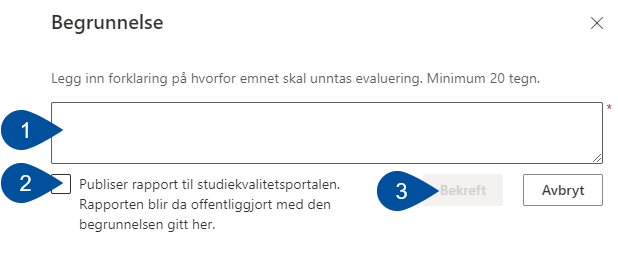 Begrunnelse
Legg inn forklaring på hvorfor emnet skal unntas evaluering. Minimum 20 tegn.
1
*
2
Publiser rapport til studiekvalitetsportalen.
Rapporten blir da offentliggjort med den
begrunnelsen gitt her.
3
Bekreft
Avbryt